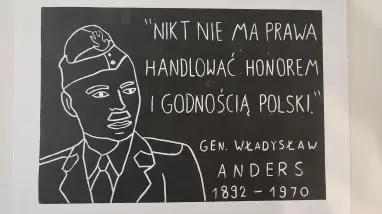 "NIKT NIE MA PRAWA
HANDLOWAĆ HONOREM
I GODNOŚCIĄ POLSKI."
GEN. WŁADYSŁAW
ANDERS
1892 - 1970